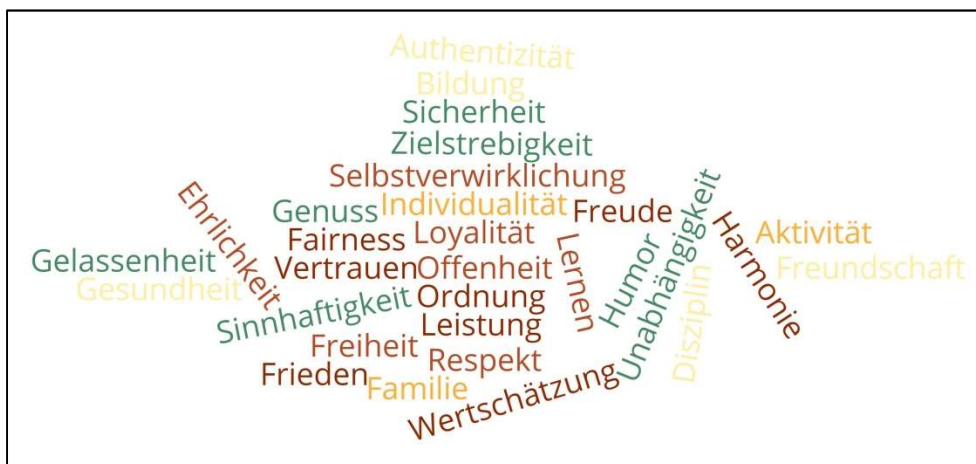 Authentizität
Bildung
Sicherheit
Zielstrebigkeit
Selbstverwirklichung
Ehrlichkeit
Genuss
Individualität
Freude
Unabhängigkeit
Harmonie
Fairness
Loyalität
Lernen
Humor
Aktivität
Gelassenheit
Vertrauen
Offenheit
Disziplin
Freundschaft
Gesundheit
Sinnhaftigkeit
Ordnung
Leistung
Freiheit
Respekt
Frieden
Familie
Wertschätzung